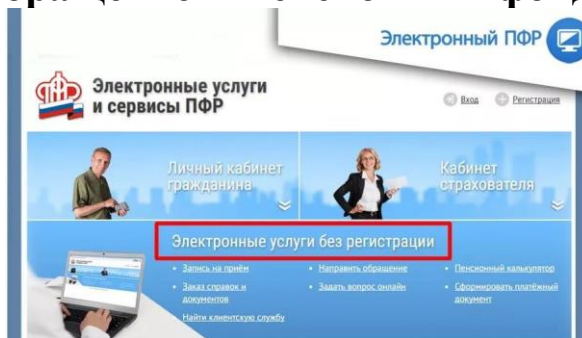 Электронный ПФР
Электронные услуги
и сервисы ПФР
Вход
Регистрация
Личный кабинет
гражданина
Кабинет
страхователя
Электронные услуги без регистрации
• Запись на приём
• Направить обращение
• Пенсионный калькулятор
• Заказ справок и
документов
• Задать вопрос онлайн
• Сформировать платёжный
документ
• Найти клиентскую службу